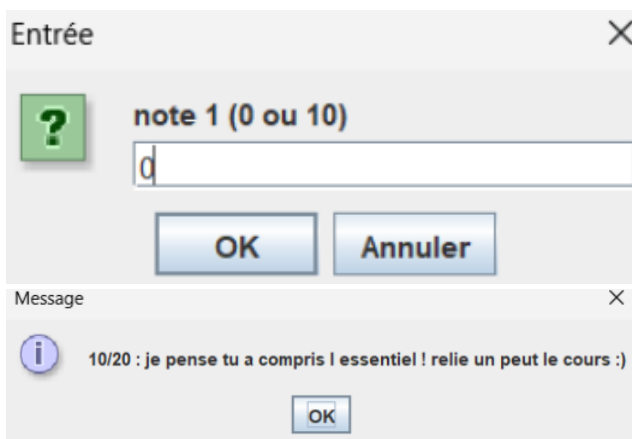 Entrée
note 1 (0 ou 10)
0
OK Annuler
Message
10/20 : je pense tu a compris l essentiel ! relie un peut le cours :)
OK